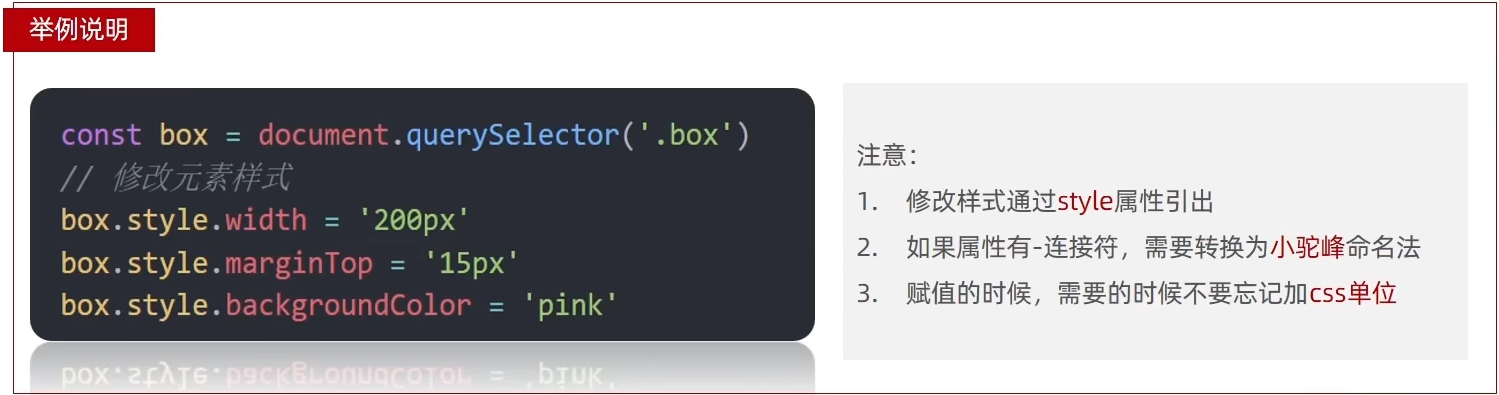 举例说明
const box = document.querySelector('.box')
// 修改元素样式
box.style.width = '200px'
box.style.marginTop = '15px'
box.style.backgroundColor = 'pink'
注意：
1. 修改样式通过style属性引出
2. 如果属性有-连接符，需要转换为小驼峰命名法
3. 赋值的时候，需要的时候不要忘记加css单位